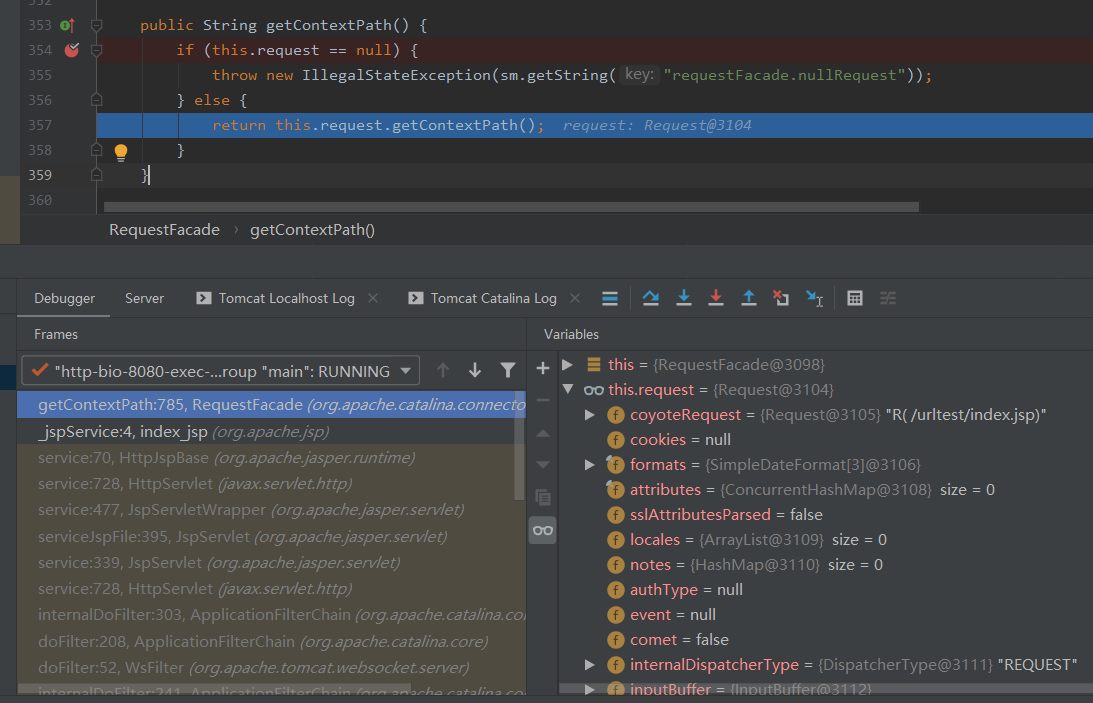 352
353 public String getContextPath() {
354 if (this.request == null) {
355 throw new IllegalStateException(sm.getString( key: "requestFacade.nullRequest"));
356 } else {
357 return this.request.getContextPath(); request: Request@3104
358 }
359 }
360
RequestFacade › getContextPath()
Debugger Server Tomcat Localhost Log Tomcat Catalina Log
Frames
"http-bio-8080-exec-...roup "main": RUNNING
getContextPath:785, RequestFacade (org.apache.catalina.connecto
_jspService:4, index_jsp (org.apache.jsp)
service:70, HttpJspBase (org.apache.jasper.runtime)
service:728, HttpServlet (javax.servlet.http)
service:477, JspServletWrapper (org.apache.jasper.servlet)
serviceJspFile:395, JspServlet (org.apache.jasper.servlet)
service:339, JspServlet (org.apache.jasper.servlet)
service:728, HttpServlet (javax.servlet.http)
internalDoFilter:303, ApplicationFilterChain (org.apache.catalina.co
doFilter:208, ApplicationFilterChain (org.apache.catalina.core)
doFilter:52, WsFilter (org.apache.tomcat.websocket.server)
internalDoFilter:241, ApplicationFilterChain (org.apache.catalina.co
Variables
this = {RequestFacade@3098}
this.request = {Request@3104}
coyoteRequest = {Request@3105} "R( /urltest/index.jsp)"
cookies = null
formats = {SimpleDateFormat[3]@3106}
attributes = {ConcurrentHashMap@3108} size = 0
sslAttributesParsed = false
locales = {ArrayList@3109} size = 0
notes = {HashMap@3110} size = 0
authType = null
event = null
comet = false
internalDispatcherType = {DispatcherType@3111} "REQUEST"
inputBuffer = {InputBuffer@3112}